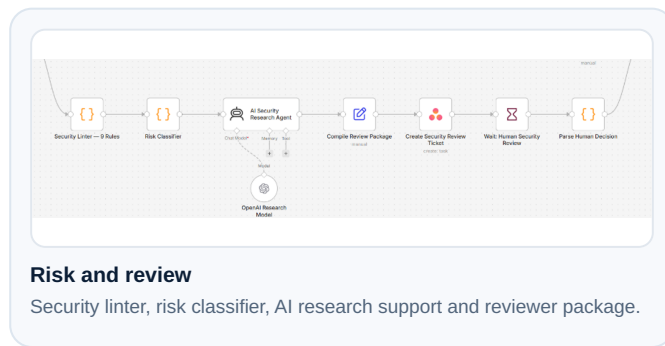 manual
AI Security
Research Agent
Security Linter — 9 Rules
Risk Classifier
Chat Model*
Memory
Tool
Compile Review Package
manual
Create Security Review
Ticket
create: task
Wait: Human Security
Review
Parse Human Decision
Model
OpenAI Research
Model
Risk and review
Security linter, risk classifier, AI research support and reviewer package.